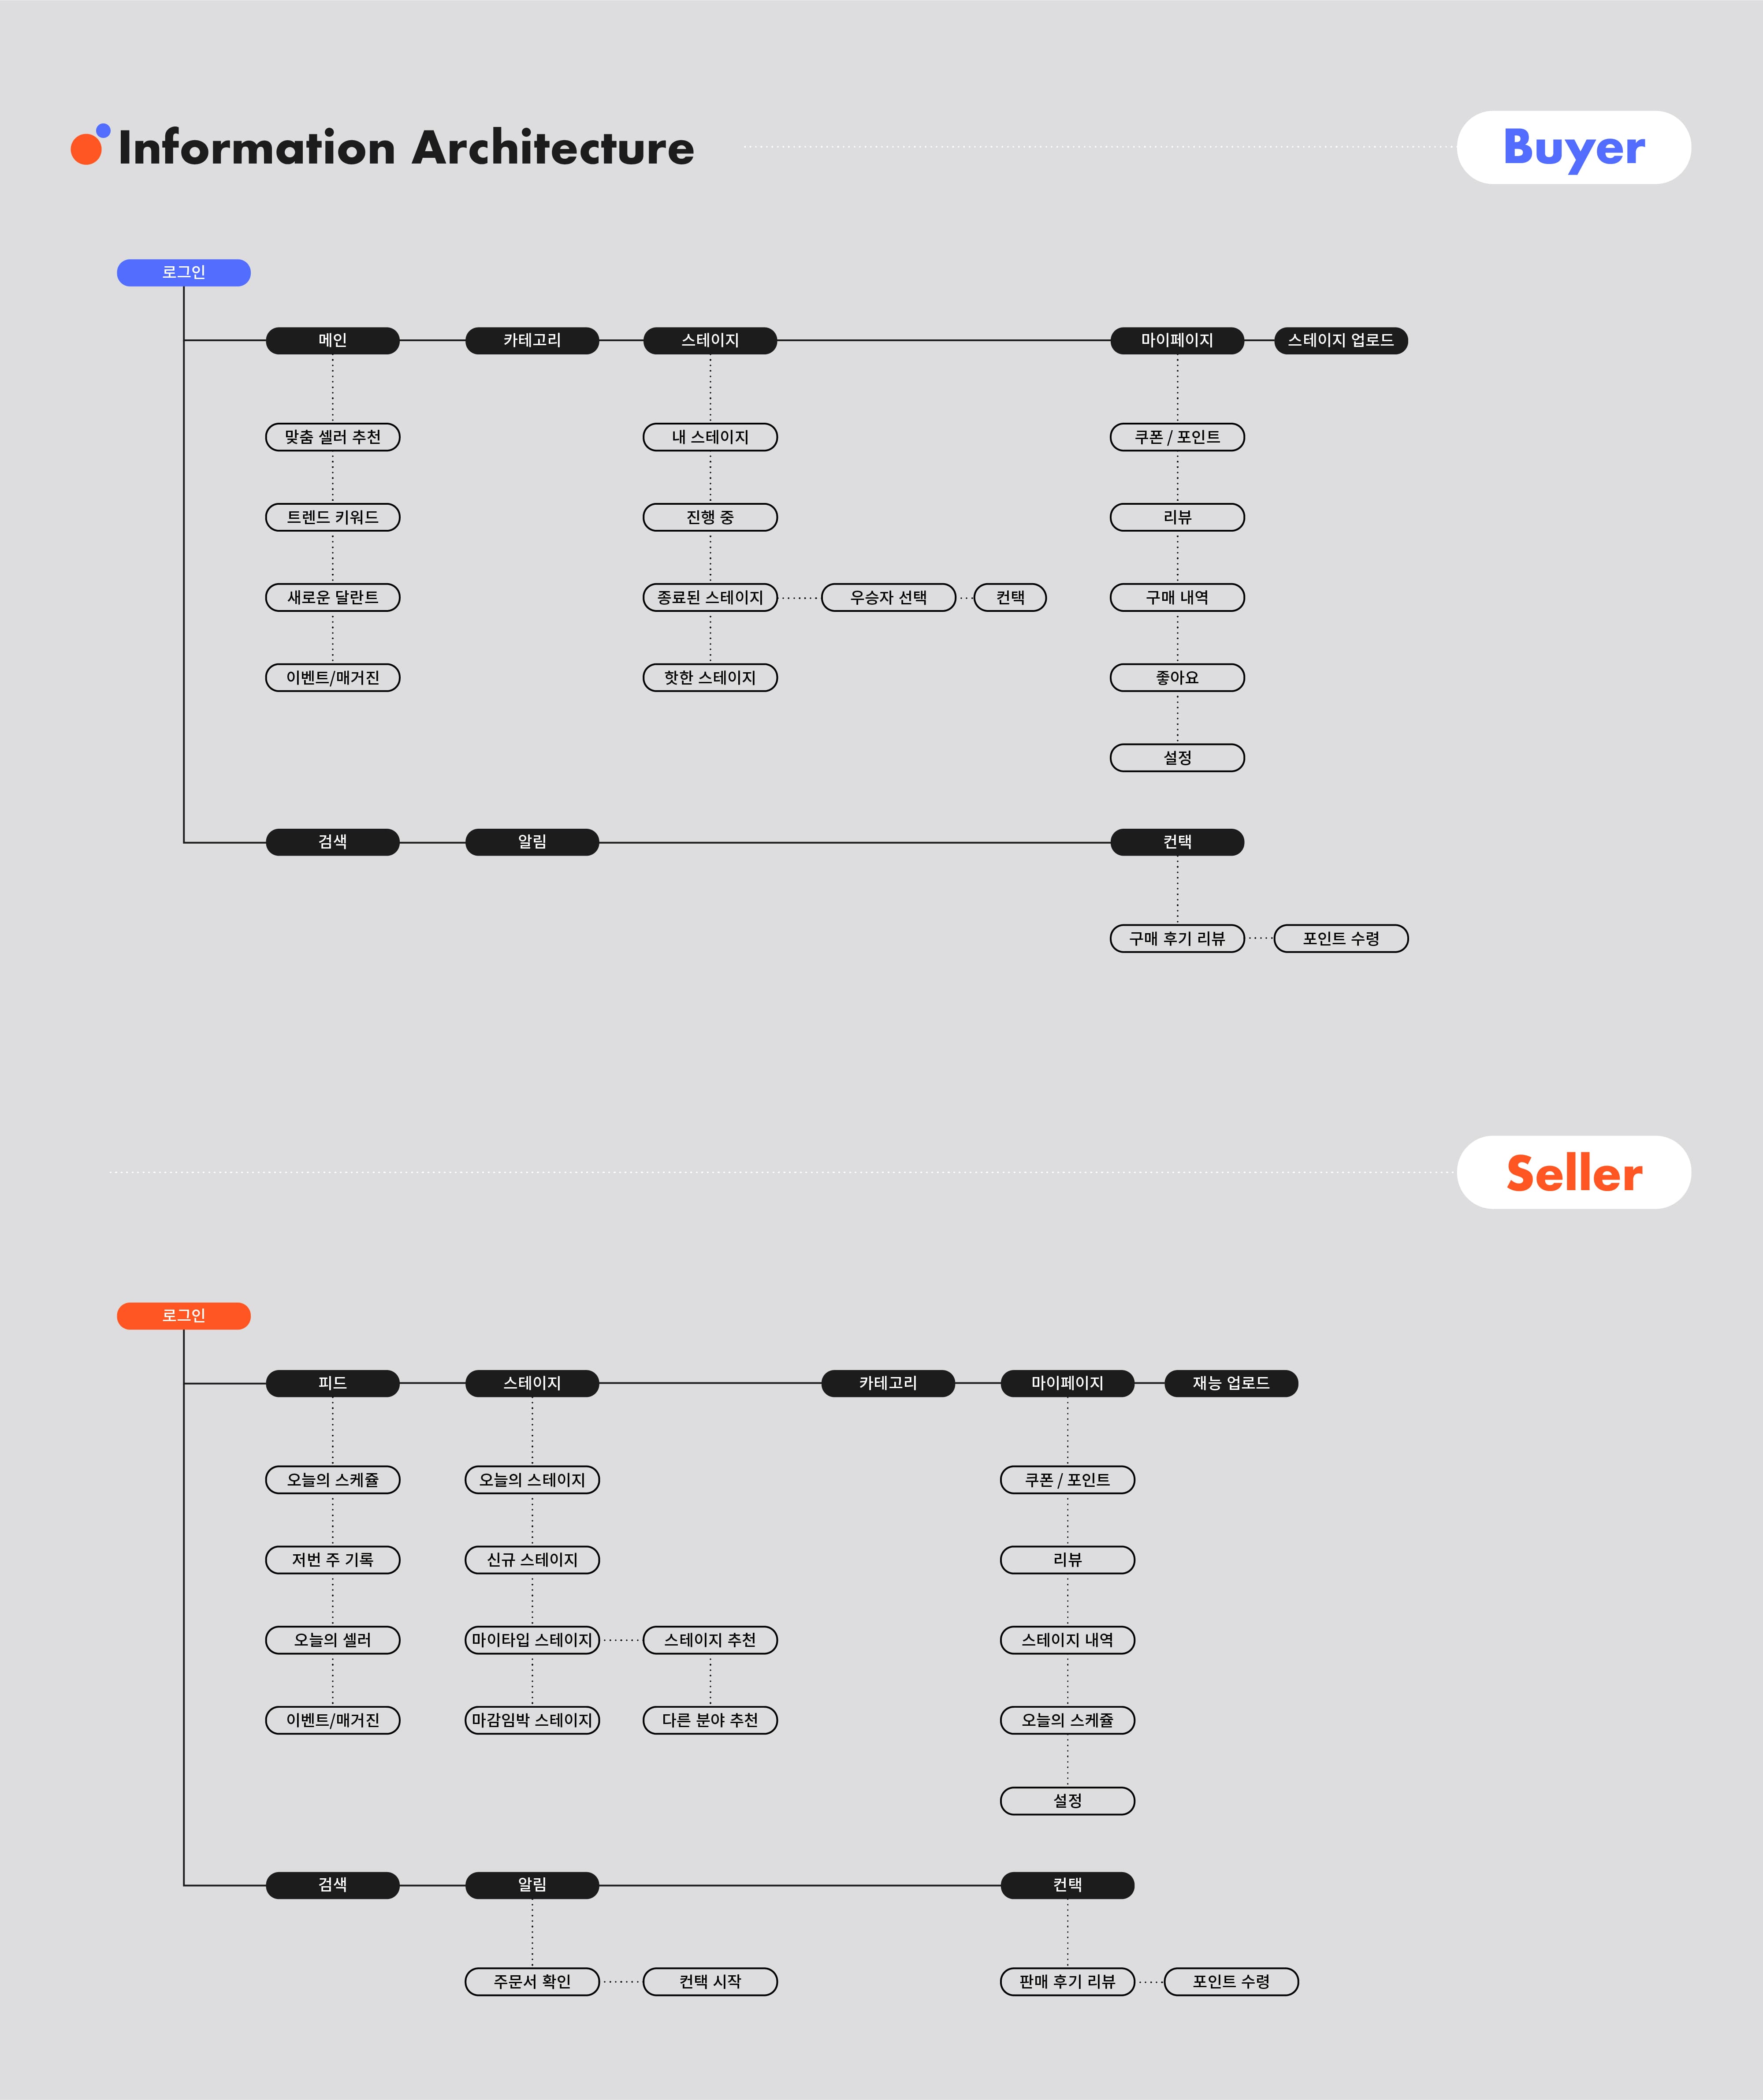 Information Architecture
Buyer
로그인
메인
카테고리
스테이지
마이페이지
스테이지 업로드
맞춤 셀러 추천
내 스테이지
쿠폰 / 포인트
트렌드 키워드
진행 중
리뷰
새로운 달란트
종료된 스테이지
우승자 선택
컨택
구매 내역
이벤트/매거진
핫한 스테이지
좋아요
설정
검색
알림
컨택
구매 후기 리뷰
포인트 수령
Seller
로그인
피드
스테이지
카테고리
마이페이지
재능 업로드
오늘의 스케쥴
오늘의 스테이지
쿠폰 / 포인트
저번 주 기록
신규 스테이지
리뷰
오늘의 셀러
마이타입 스테이지
스테이지 추천
스테이지 내역
이벤트/매거진
마감임박 스테이지
다른 분야 추천
오늘의 스케쥴
설정
검색
알림
컨택
주문서 확인
컨택 시작
판매 후기 리뷰
포인트 수령